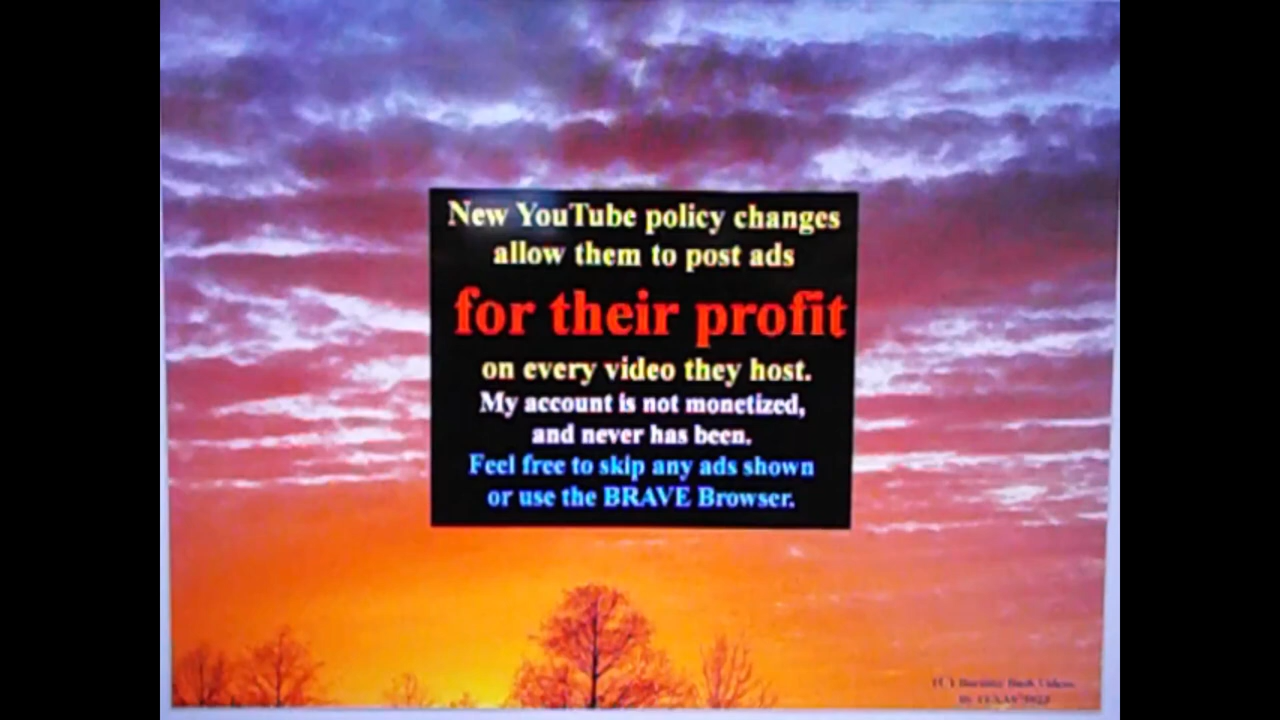 New YouTube policy changes
allow them to post ads
for their profit
on every video they host.
My account is not monetized,
and never has been.
Feel free to skip any ads shown
or use the BRAVE Browser.
Videos